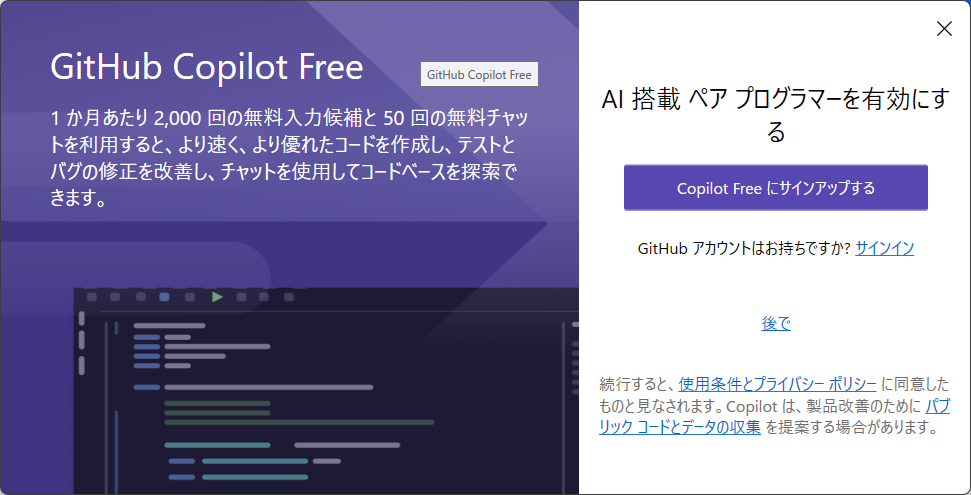 GitHub Copilot Free
GitHub Copilot Free
1 か月あたり 2,000 回の無料入力候補と 50 回の無料チャッ
トを利用すると、より速く、より優れたコードを作成し、テストと
バグの修正を改善し、チャットを使用してコードベースを探索で
きます。
AI 搭載 ペア プログラマーを有効にす
る
Copilot Free にサインアップする
GitHub アカウントはお持ちですか? サインイン
後で
続行すると、使用条件とプライバシー ポリシー に同意した
ものと見なされます。Copilot は、製品改善のために パブ
リック コードとデータの収集 を提案する場合があります。